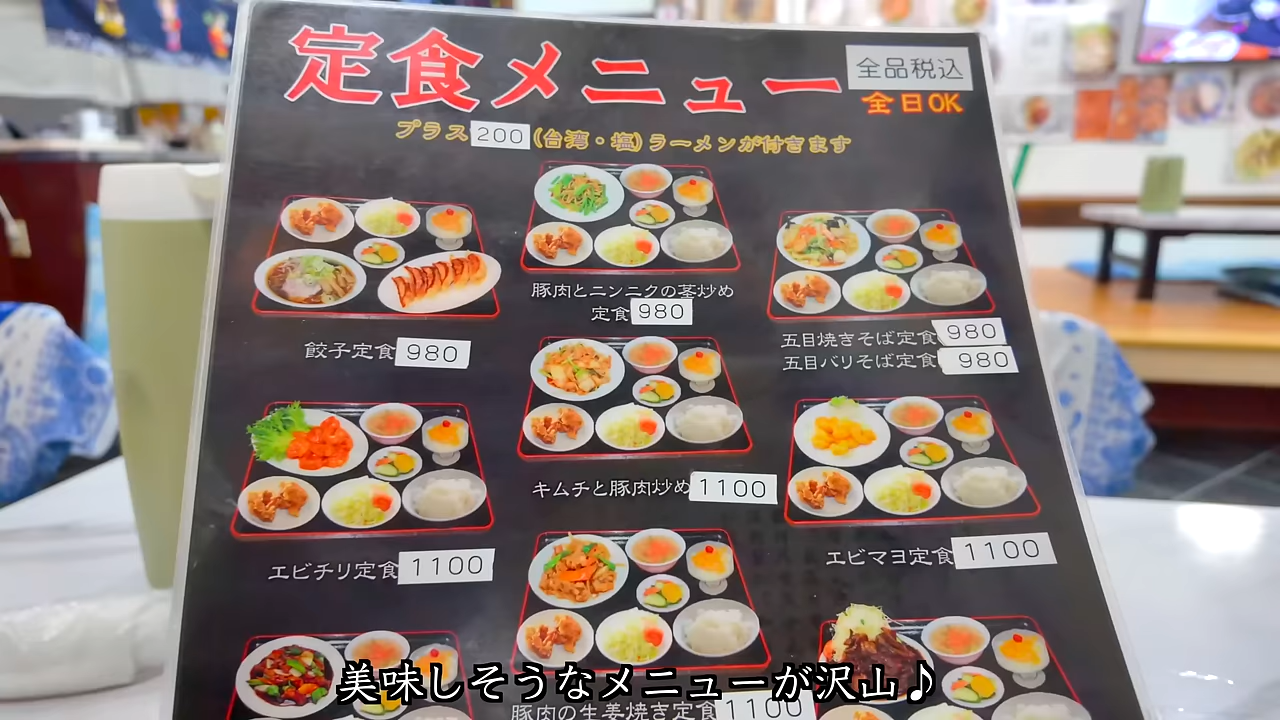 定食メニュー
全品税込
全日OK
プラス200(台湾・塩)ラーメンが付きます
豚肉とニンニクの茎炒め
定食980
餃子定食980
五目焼きそば定食980
五目バリそば定食980
キムチと豚肉炒め1100
エビチリ定食1100
エビマヨ定食1100
美味しそうなメニューが沢山♪
豚肉の生姜焼き定食1100